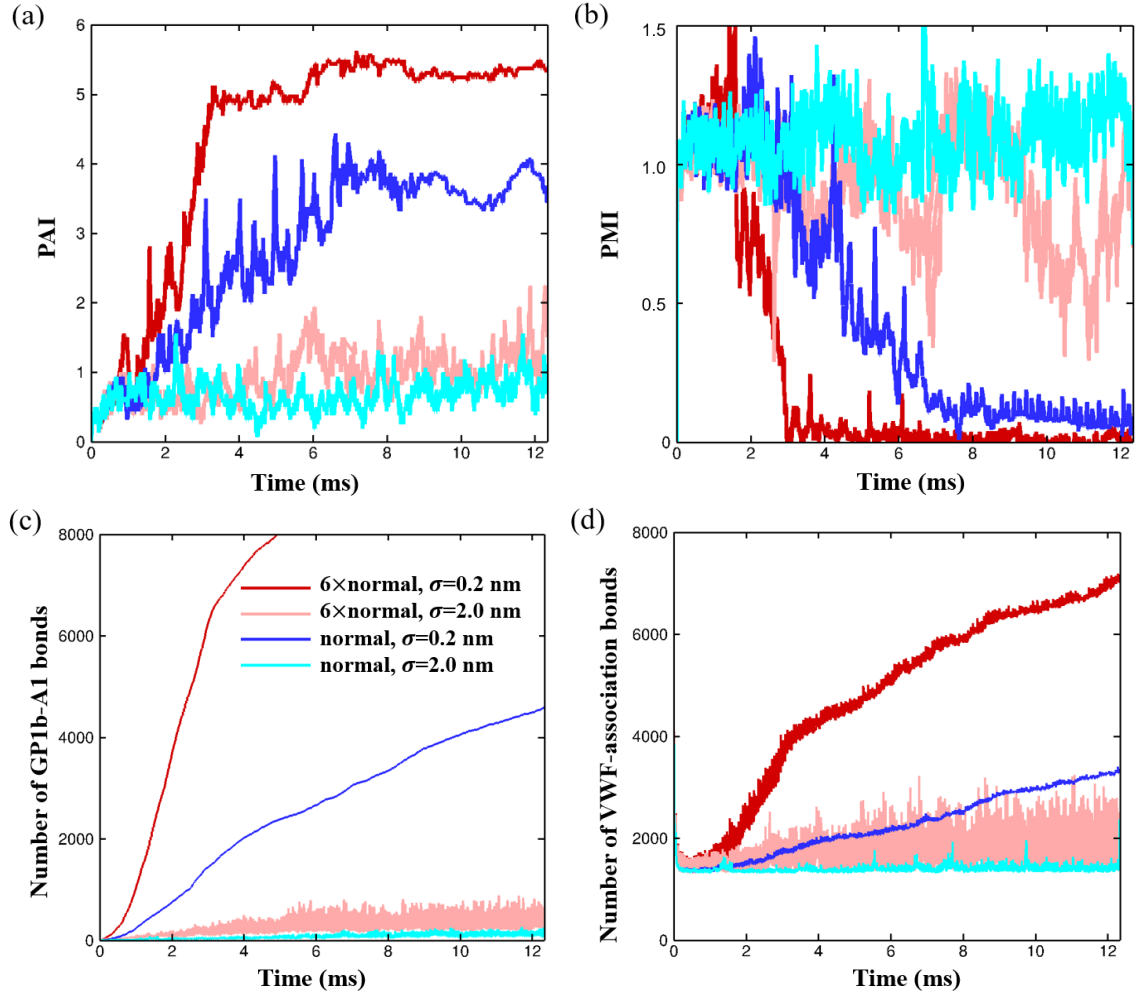 (a)
6
5
4
3
2
1
0
PAI
0 2 4 6 8 10 12
Time (ms)
(b)
1.5
1.0
0.5
0
PMI
0 2 4 6 8 10 12
Time (ms)
(c)
8000
6000
4000
2000
0
Number of GP1b-A1 bonds
6×normal, σ=0.2 nm
6×normal, σ=2.0 nm
normal, σ=0.2 nm
normal, σ=2.0 nm
0 2 4 6 8 10 12
Time (ms)
(d)
8000
6000
4000
2000
0
Number of VWF-association bonds
0 2 4 6 8 10 12
Time (ms)